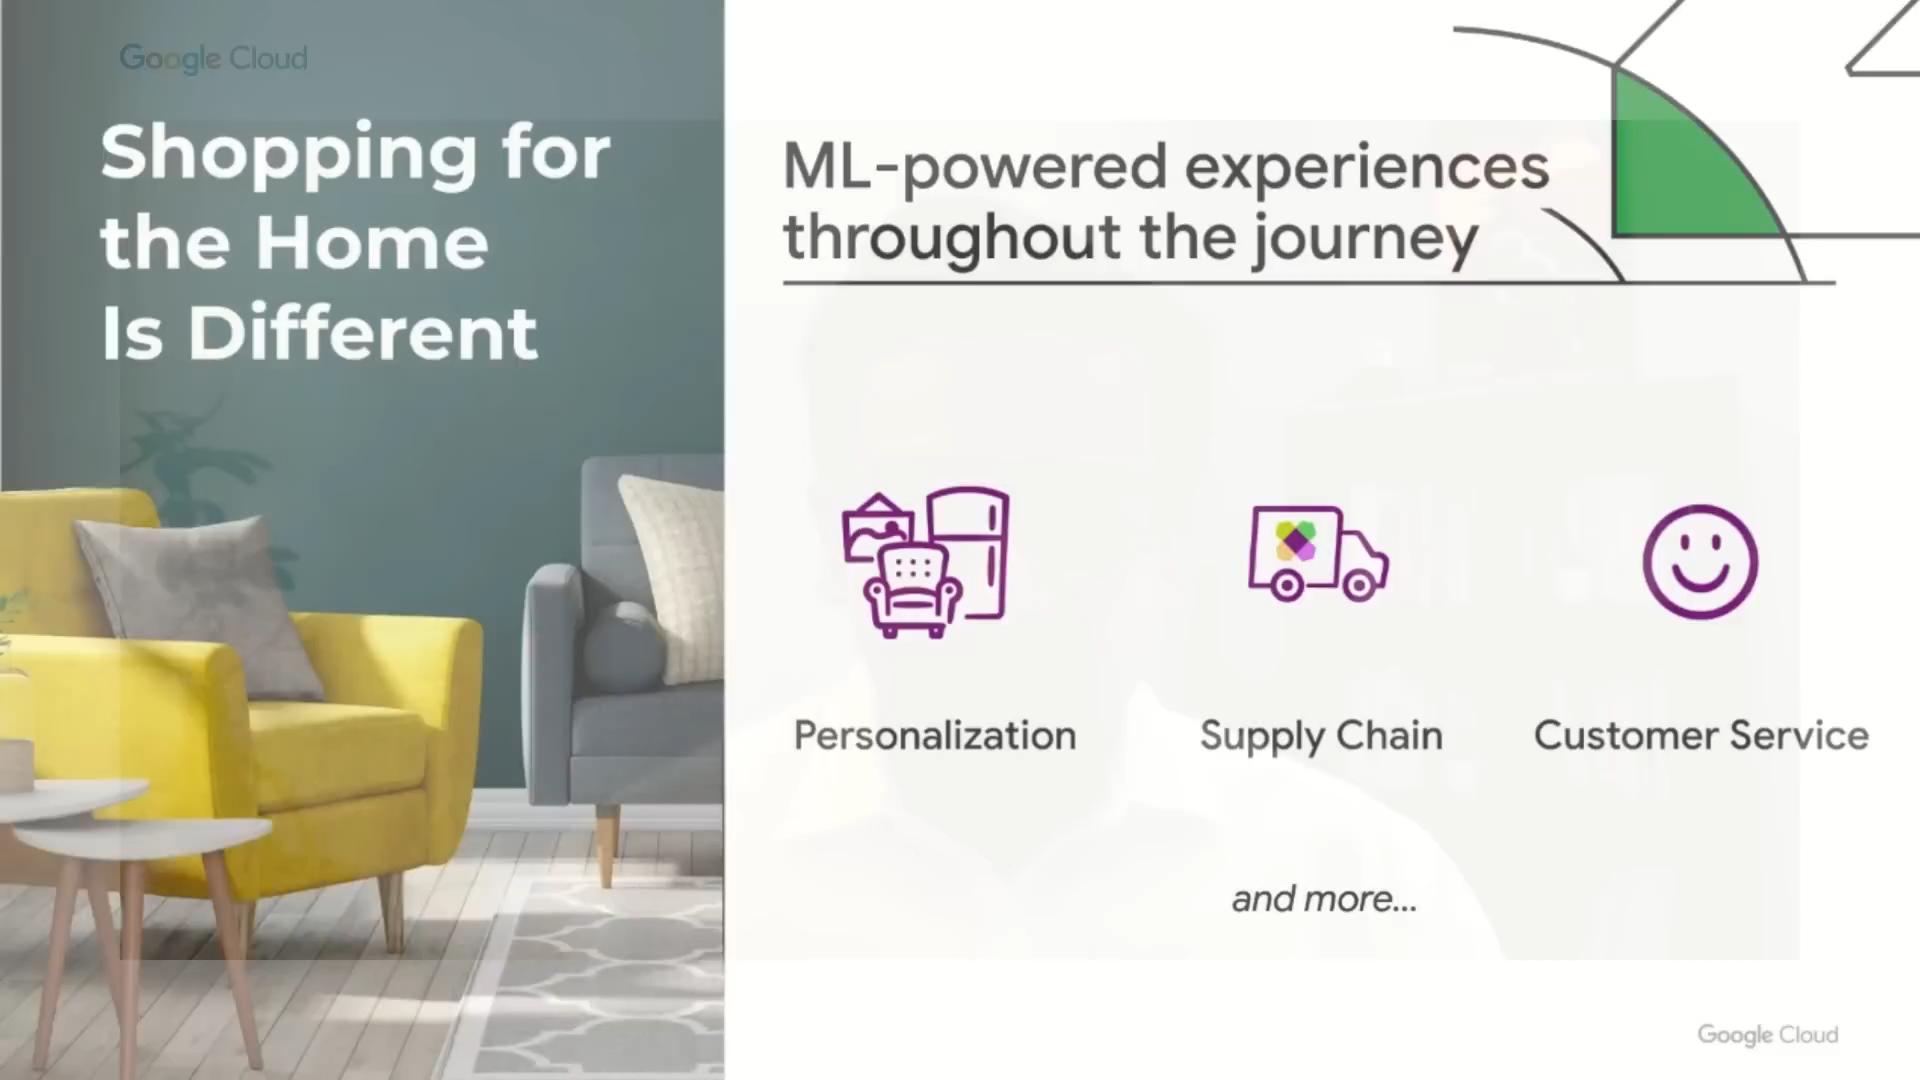 Google Cloud
Shopping for
the Home
Is Different
ML-powered experiences
throughout the journey
Personalization
Supply Chain
Customer Service
and more...
Google Cloud